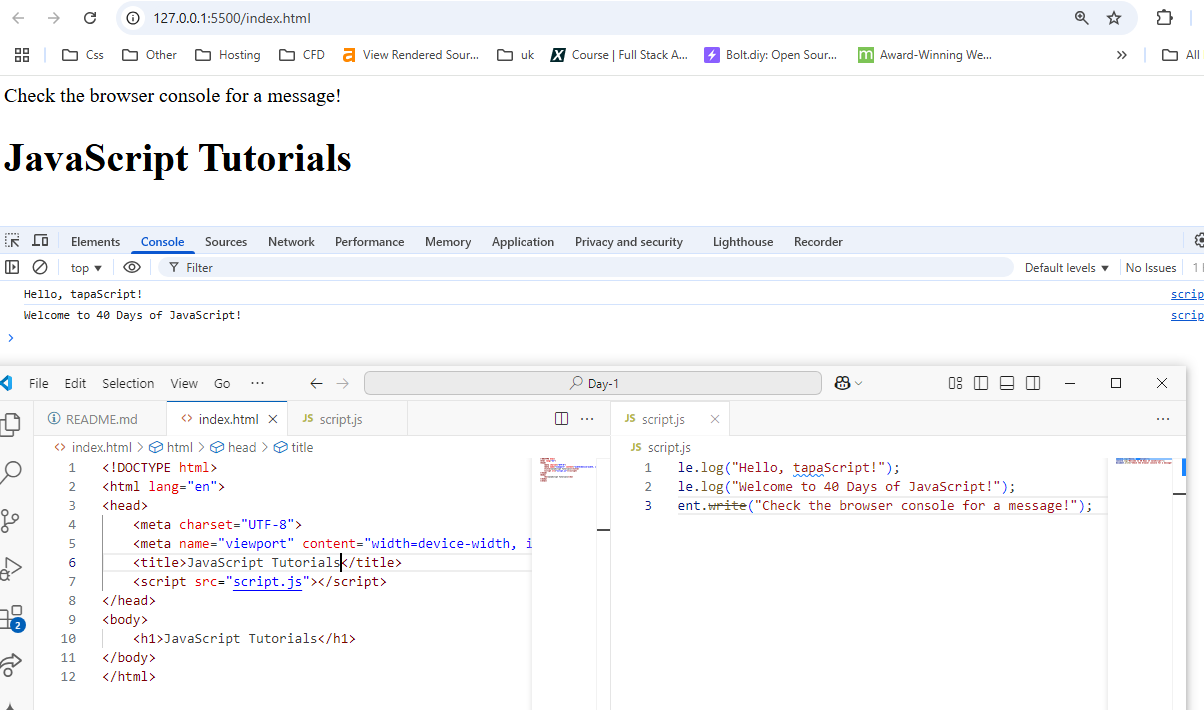 127.0.0.1:5500/index.html
Css Other Hosting CFD View Rendered Sour... uk Course | Full Stack A... Bolt.diy: Open Sour... Award-Winning We... » All
Check the browser console for a message!
JavaScript Tutorials
Elements Console Sources Network Performance Memory Application Privacy and security Lighthouse Recorder
top Filter Default levels No Issues 1
Hello, tapaScript! scrip
Welcome to 40 Days of JavaScript! scrip
File Edit Selection View Go ... Day-1
README.md index.html script.js
index.html > html > head > title
1 <!DOCTYPE html>
2 <html lang="en">
3 <head>
4 <meta charset="UTF-8">
5 <meta name="viewport" content="width=device-width, i
6 <title>JavaScript Tutorials</title>
7 <script src="script.js"></script>
8 </head>
9 <body>
10 <h1>JavaScript Tutorials</h1>
11 </body>
12 </html>
2
JS script.js
JS script.js
1 le.log("Hello, tapaScript!");
2 le.log("Welcome to 40 Days of JavaScript!");
3 ent.write("Check the browser console for a message!");